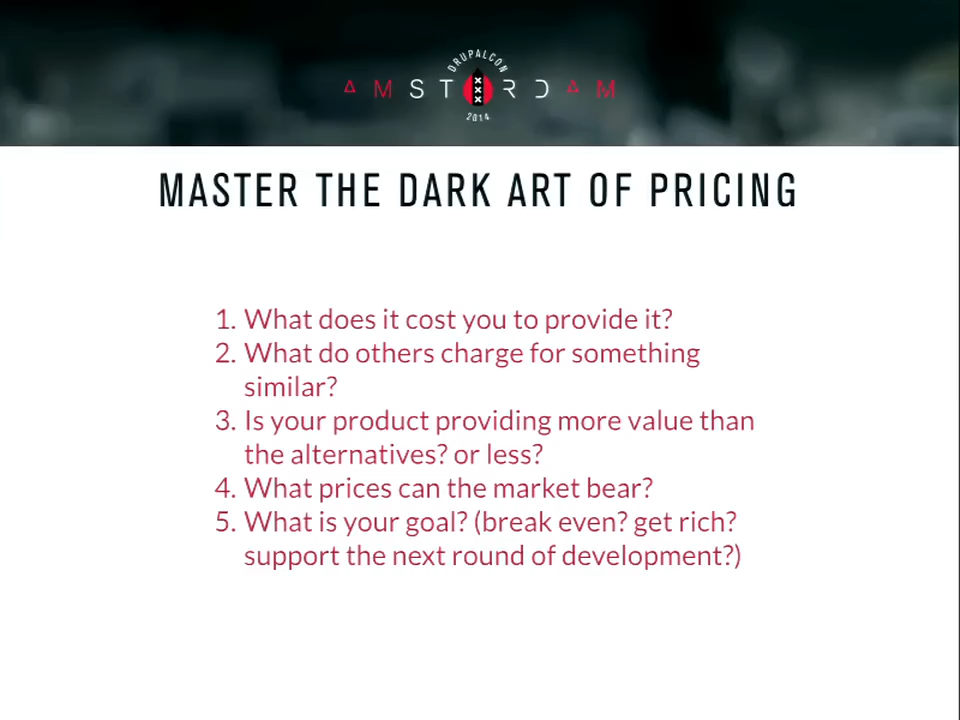 DRUPALCON
AMSTERDAM
2014
MASTER THE DARK ART OF PRICING
1. What does it cost you to provide it?
2. What do others charge for something
similar?
3. Is your product providing more value than
the alternatives? or less?
4. What prices can the market bear?
5. What is your goal? (break even? get rich?
support the next round of development?)